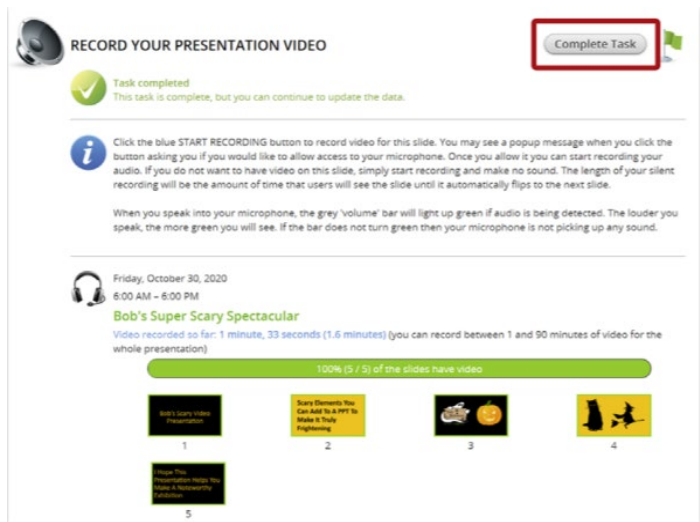 RECORD YOUR PRESENTATION VIDEO
Complete Task
Task completed
This task is complete, but you can continue to update the data.
Click the blue START RECORDING button to record video for this slide. You may see a popup message when you click the
button asking you if you would like to allow access to your microphone. Once you allow it you can start recording your
audio. If you do not want to have video on this slide, simply start recording and make no sound. The length of your silent
recording will be the amount of time that users will see the slide until it automatically flips to the next slide.
When you speak into your microphone, the grey 'volume' bar will light up green if audio is being detected. The louder you
speak, the more green you will see. If the bar does not turn green then your microphone is not picking up any sound.
Friday, October 30, 2020
6:00 AM – 6:00 PM
Bob's Super Scary Spectacular
Video recorded so far: 1 minute, 33 seconds (1.6 minutes) (you can record between 1 and 90 minutes of video for the
whole presentation)
100% (5 / 5) of the slides have video
Bob's Scary Video
Presentation
Scary Elements You
Can Add To A PPT To
Make It Truly
Frightening
1
2
3
4
I Hope This
Presentation Helps You
Make A Noteworthy
Exhibition
5